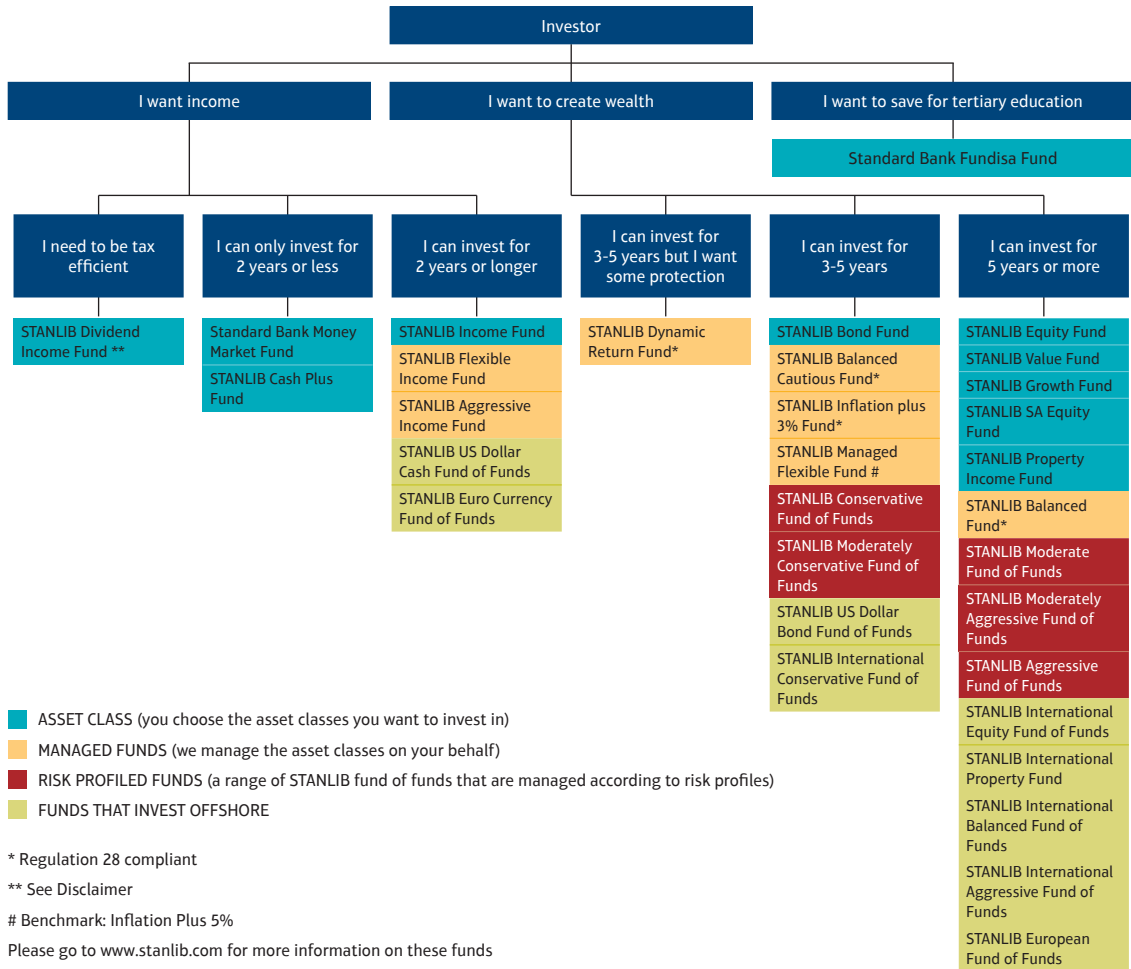 Investor
I want income
I want to create wealth
I want to save for tertiary education
Standard Bank Fundisa Fund
I need to be tax
efficient
I can only invest for
2 years or less
I can invest for
2 years or longer
I can invest for
3-5 years but I want
some protection
I can invest for
3-5 years
I can invest for
5 years or more
STANLIB Dividend
Income Fund **
Standard Bank Money
Market Fund
STANLIB Cash Plus
Fund
STANLIB Income Fund
STANLIB Flexible
Income Fund
STANLIB Aggressive
Income Fund
STANLIB US Dollar
Cash Fund of Funds
STANLIB Euro Currency
Fund of Funds
STANLIB Dynamic
Return Fund*
STANLIB Bond Fund
STANLIB Balanced
Cautious Fund*
STANLIB Inflation plus
3% Fund*
STANLIB Managed
Flexible Fund #
STANLIB Conservative
Fund of Funds
STANLIB Moderately
Conservative Fund of
Funds
STANLIB US Dollar
Bond Fund of Funds
STANLIB International
Conservative Fund of
Funds
STANLIB Equity Fund
STANLIB Value Fund
STANLIB Growth Fund
STANLIB SA Equity
Fund
STANLIB Property
Income Fund
STANLIB Balanced
Fund*
STANLIB Moderate
Fund of Funds
STANLIB Moderately
Aggressive Fund of
Funds
STANLIB Aggressive
Fund of Funds
STANLIB International
Equity Fund of Funds
STANLIB International
Property Fund
STANLIB International
Balanced Fund of
Funds
STANLIB International
Aggressive Fund of
Funds
STANLIB European
Fund of Funds
ASSET CLASS (you choose the asset classes you want to invest in)
MANAGED FUNDS (we manage the asset classes on your behalf)
RISK PROFILED FUNDS (a range of STANLIB fund of funds that are managed according to risk profiles)
FUNDS THAT INVEST OFFSHORE
* Regulation 28 compliant
** See Disclaimer
# Benchmark: Inflation Plus 5%
Please go to www.stanlib.com for more information on these funds